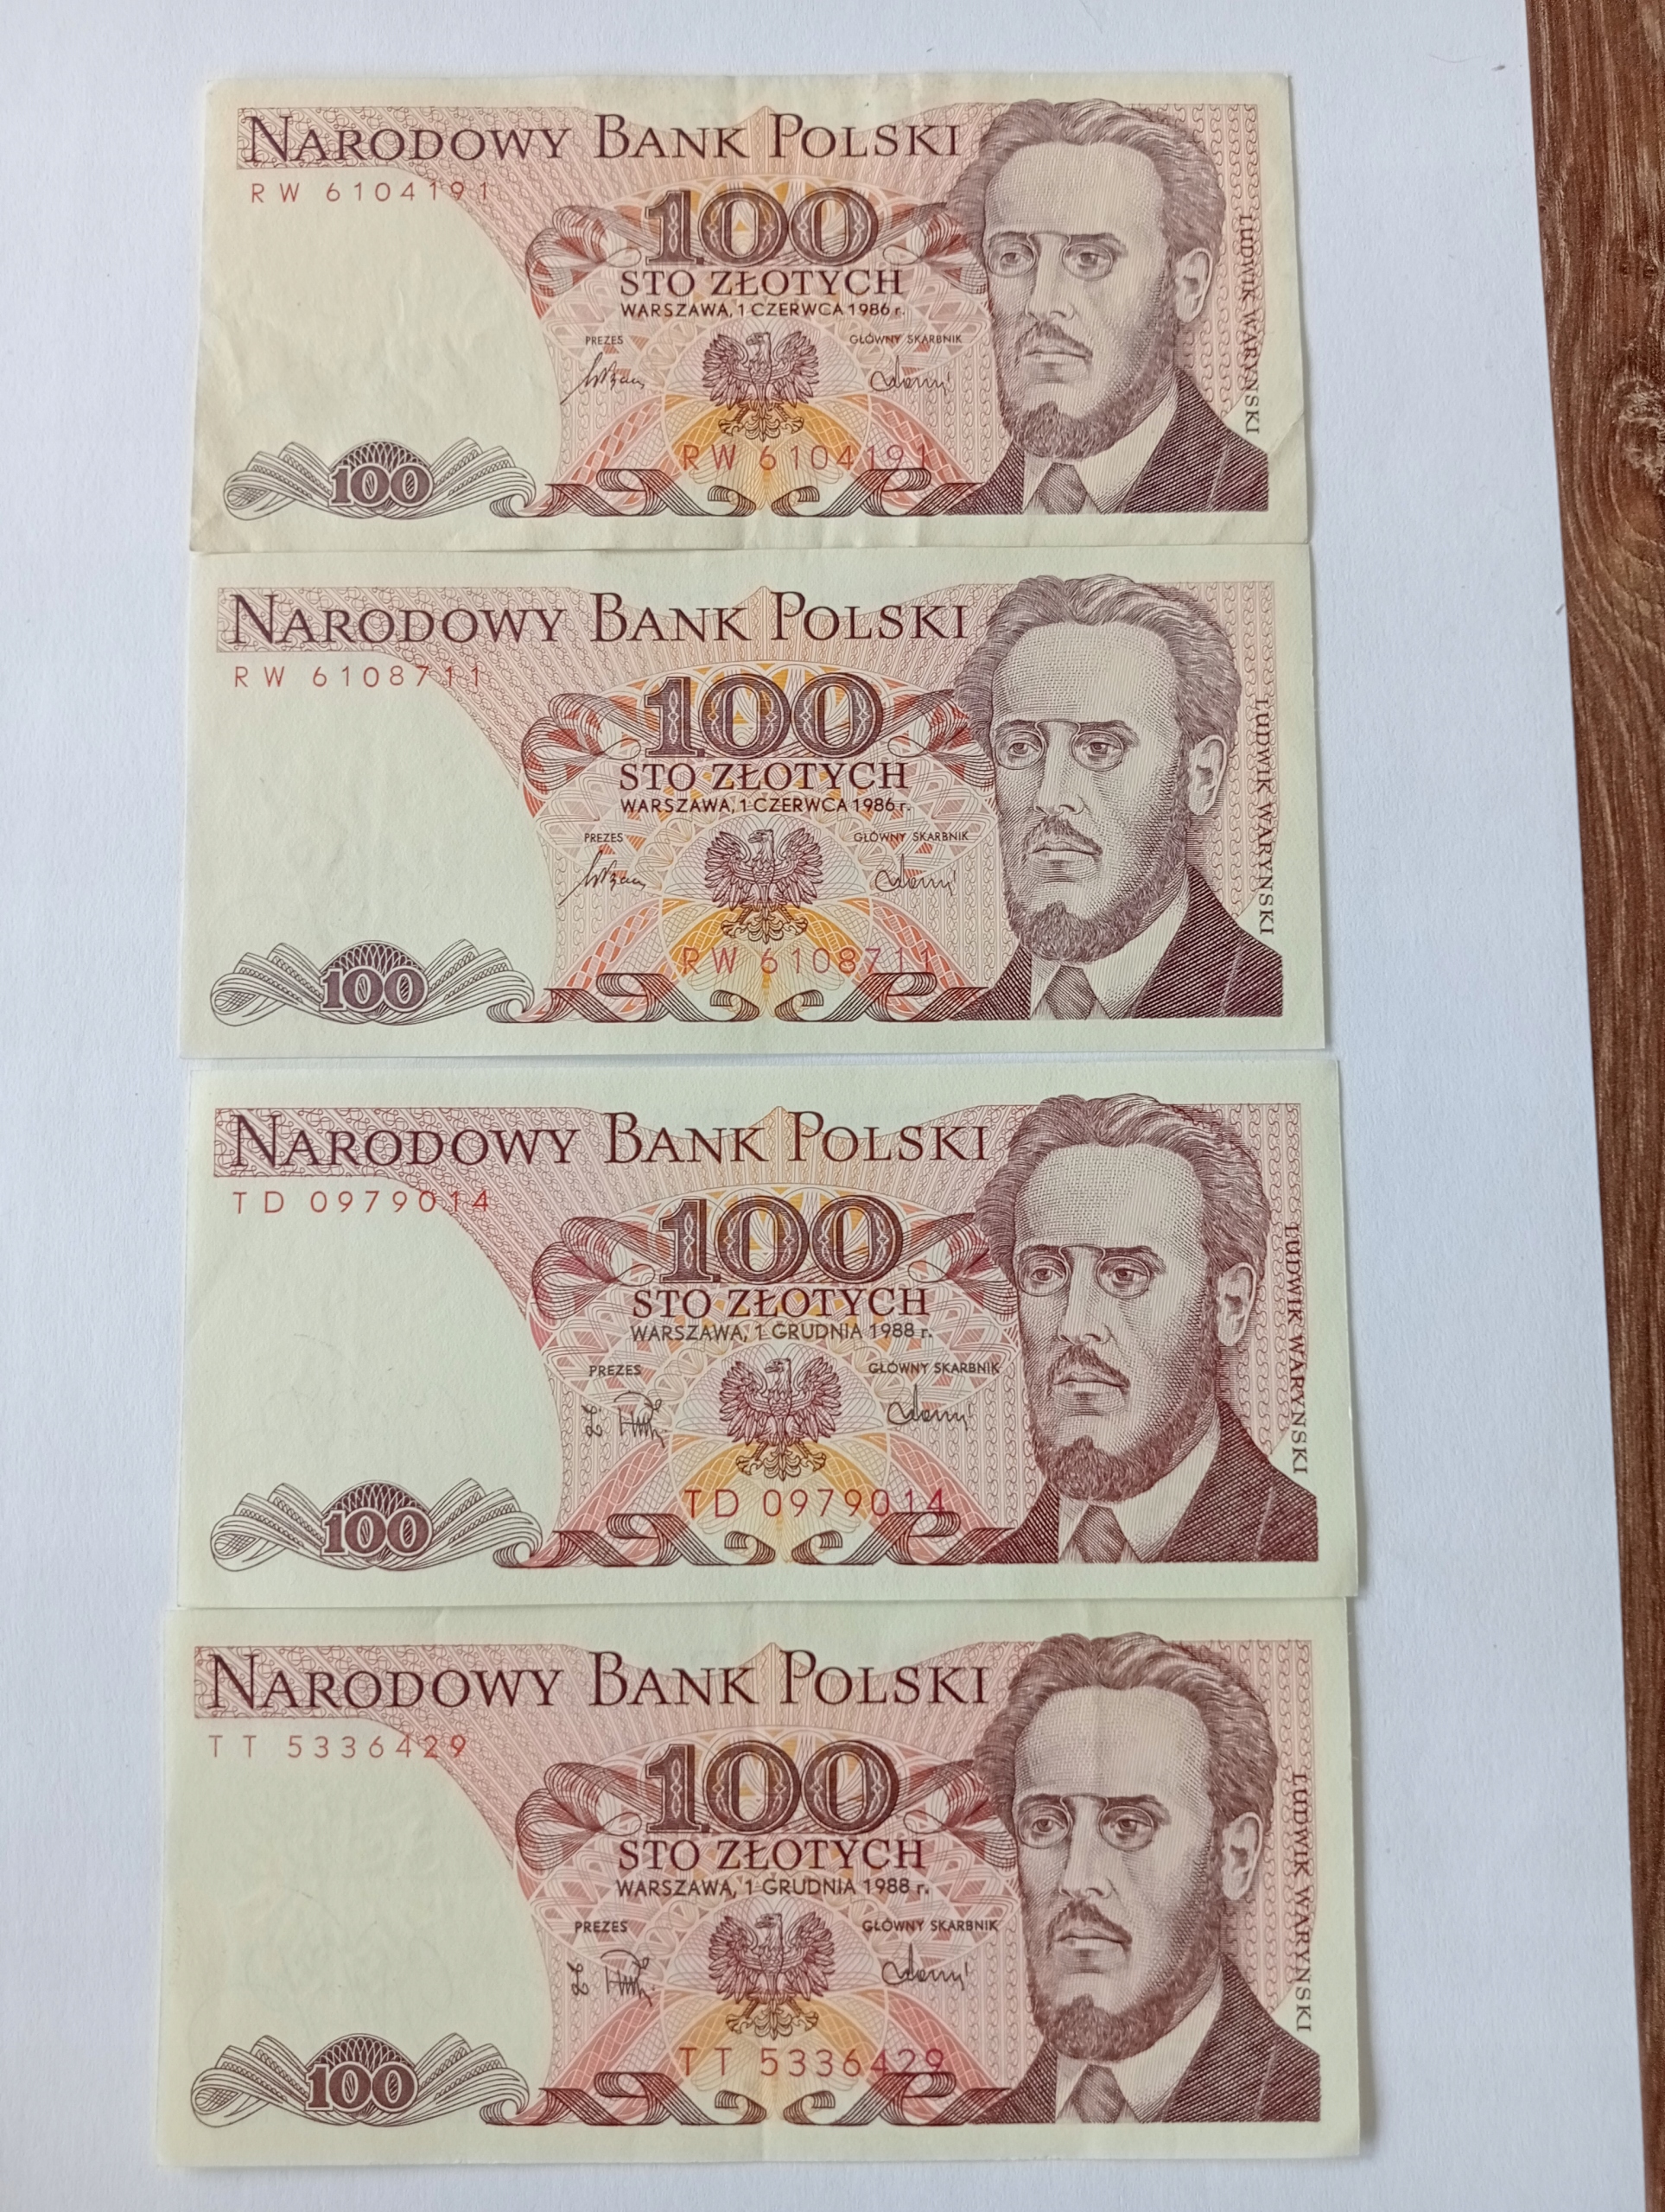 NARODOWY BANK POLSKI
RW 6104191
100
STO ZŁOTYCH
WARSZAWA, 1 CZERWCA 1986 r.
PREZES GŁÓWNY SKARBNIK
RW 6104191
100
LUDWIK WARYŃSKI
NARODOWY BANK POLSKI
RW 6108711
100
STO ZŁOTYCH
WARSZAWA, 1 CZERWCA 1986 r.
PREZES GŁÓWNY SKARBNIK
RW 6108711
100
LUDWIK WARYŃSKI
NARODOWY BANK POLSKI
TD 0979014
100
STO ZŁOTYCH
WARSZAWA, 1 GRUDNIA 1988 r.
PREZES GŁÓWNY SKARBNIK
TD 0979014
100
LUDWIK WARYŃSKI
NARODOWY BANK POLSKI
TT 5336429
100
STO ZŁOTYCH
WARSZAWA, 1 GRUDNIA 1988 r.
PREZES GŁÓWNY SKARBNIK
TT 5336429
100
LUDWIK WARYŃSKI